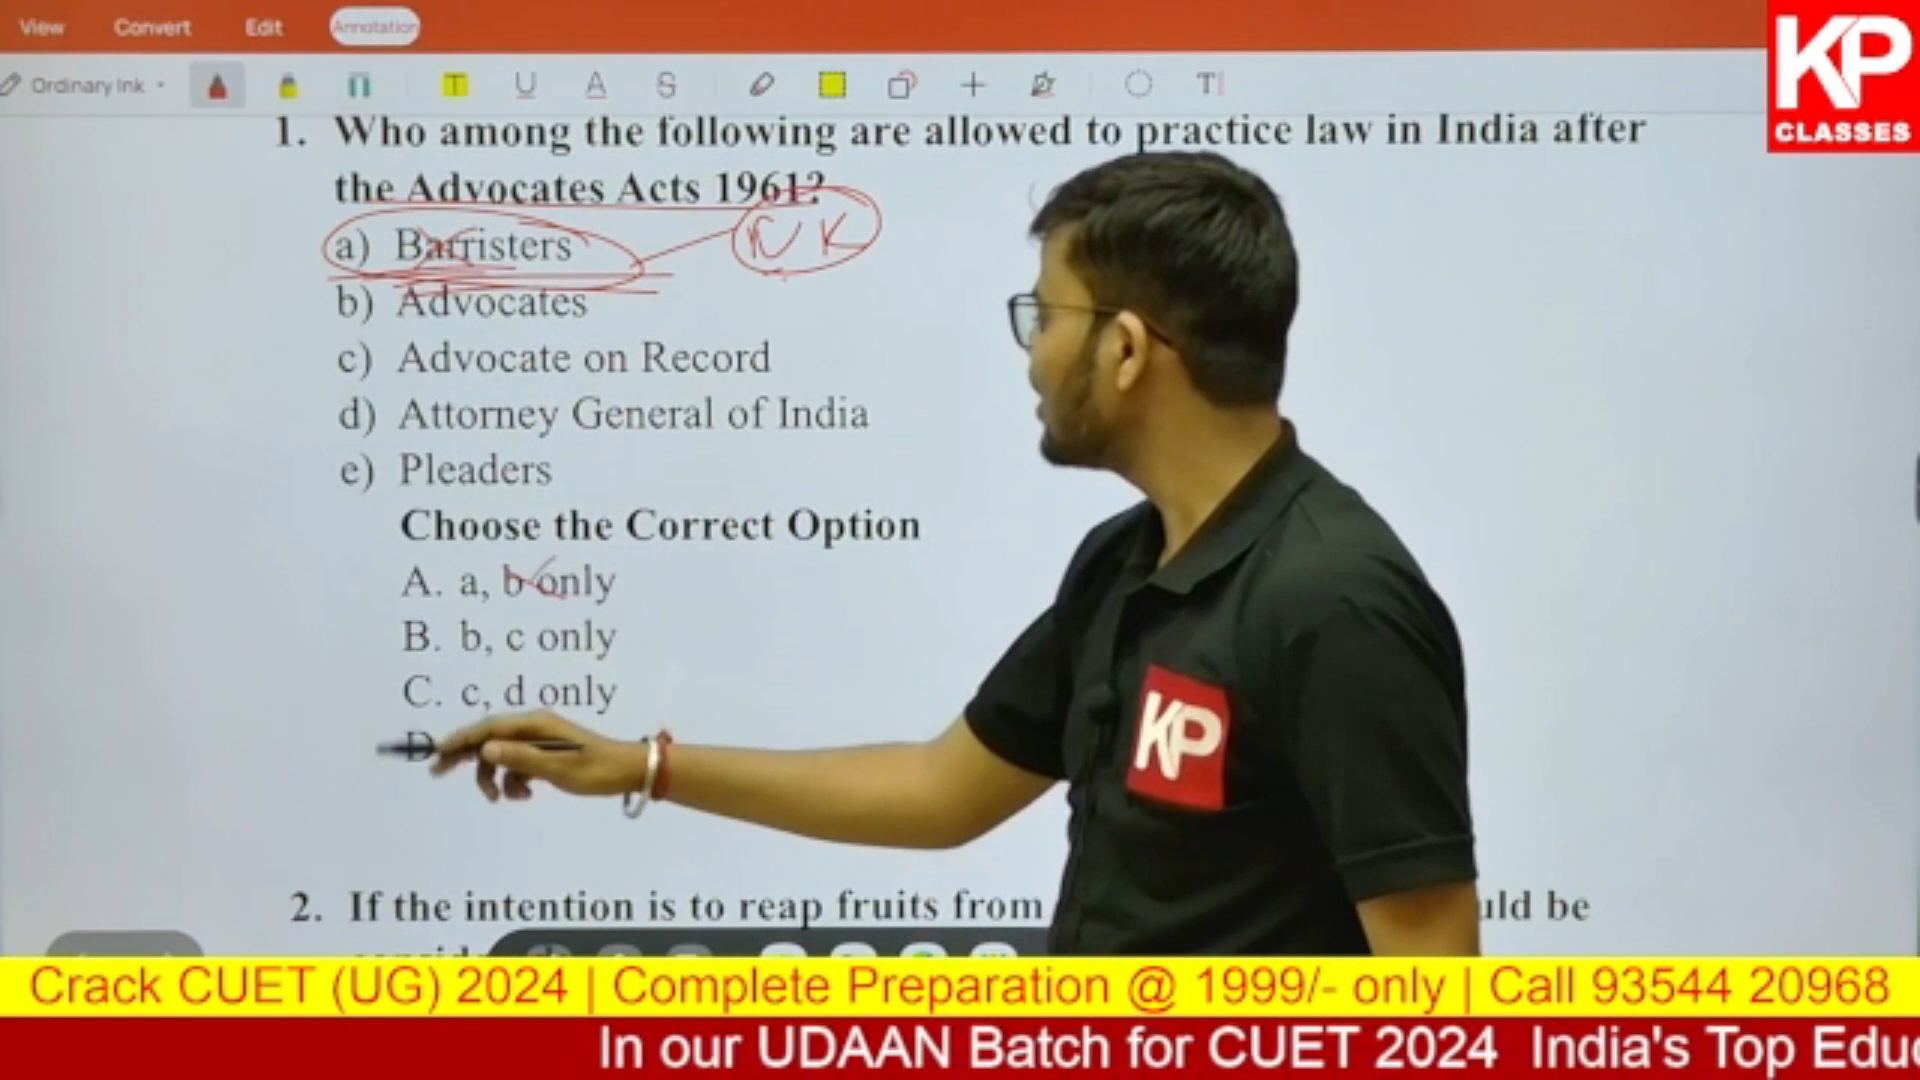 View Convert Edit Annotation
KP
CLASSES
Ordinary Ink
1. Who among the following are allowed to practice law in India after
the Advocates Acts 1961?
a) Barristers
b) Advocates
c) Advocate on Record
d) Attorney General of India
e) Pleaders
Choose the Correct Option
A. a, b only
B. b, c only
C. c, d only
D
KP
2. If the intention is to reap fruits from
uld be
Crack CUET (UG) 2024 | Complete Preparation @ 1999/- only | Call 93544 20968
In our UDAAN Batch for CUET 2024 India's Top Educ